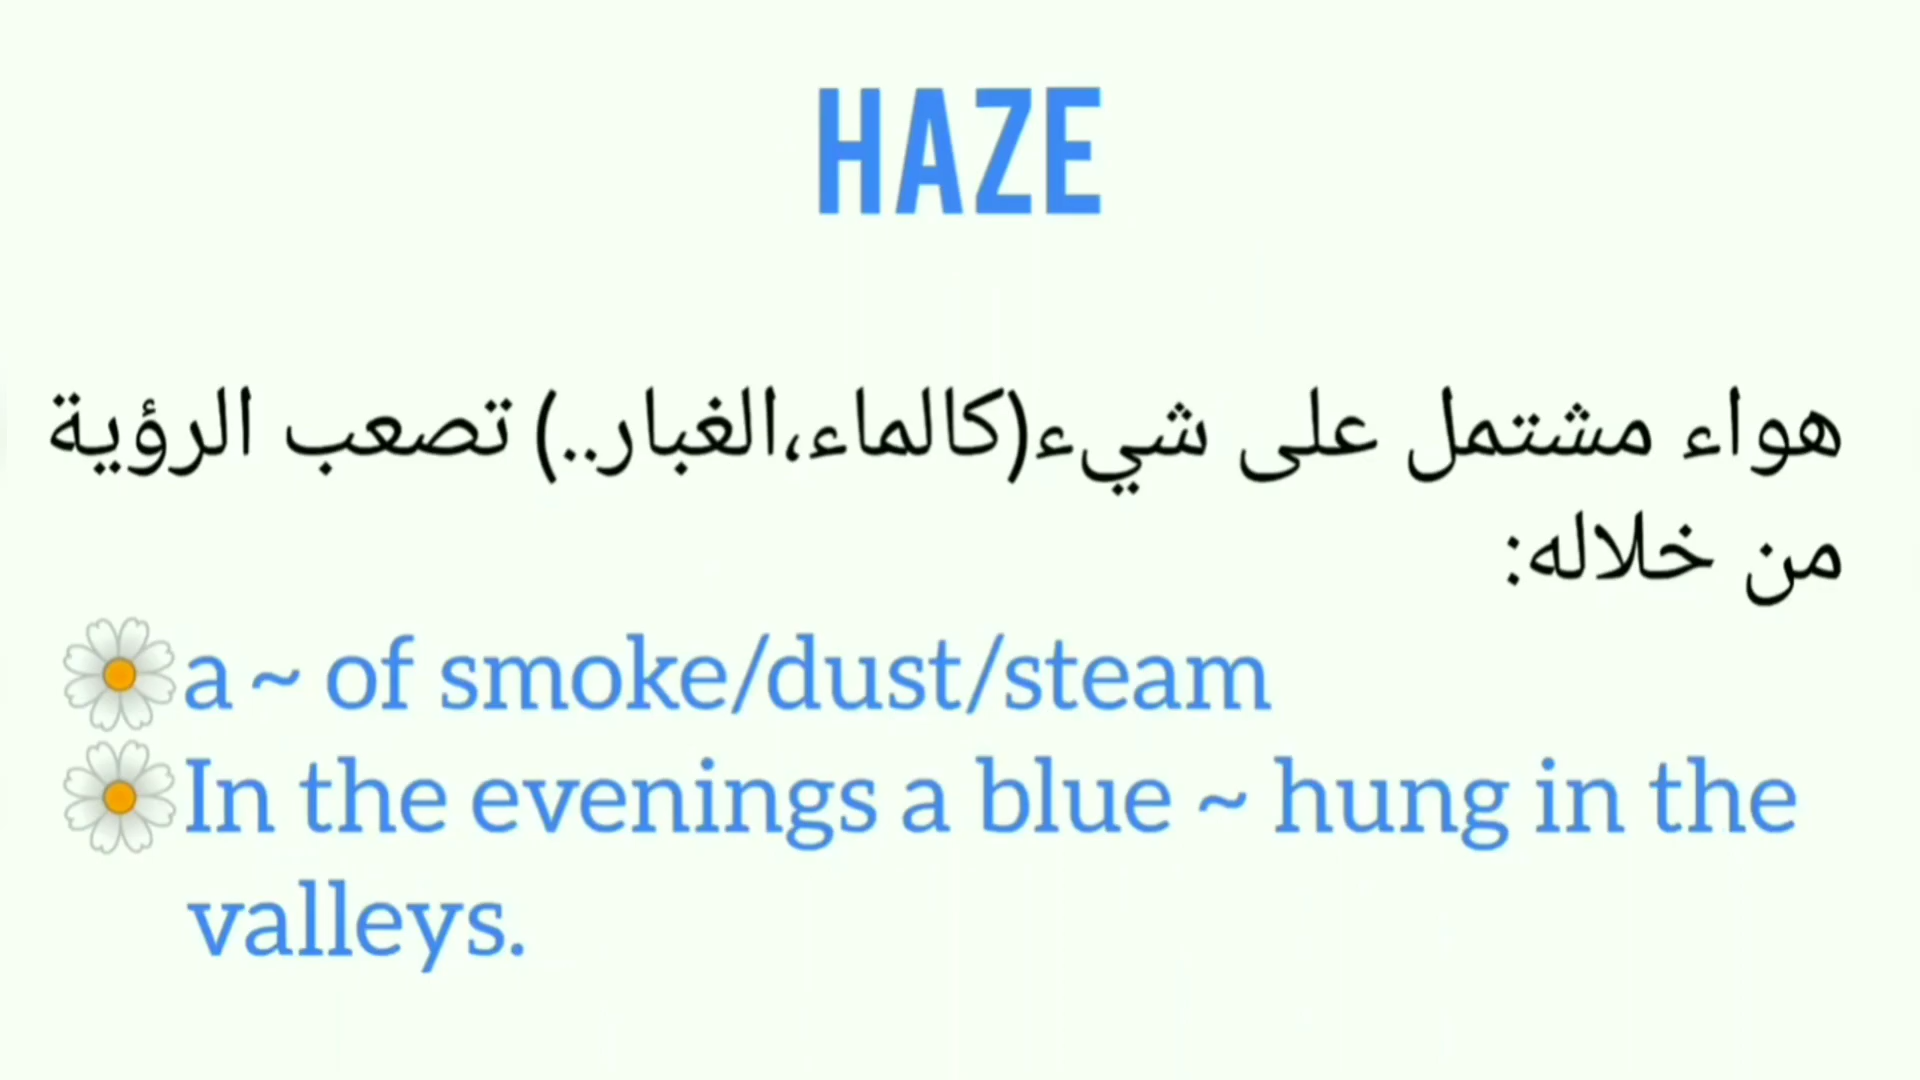 HAZE
هواء مشتمل على شيء(كالماء،الغبار..) تصعب الرؤية
من خلاله:
a ~ of smoke/dust/steam
In the evenings a blue ~ hung in the
valleys.